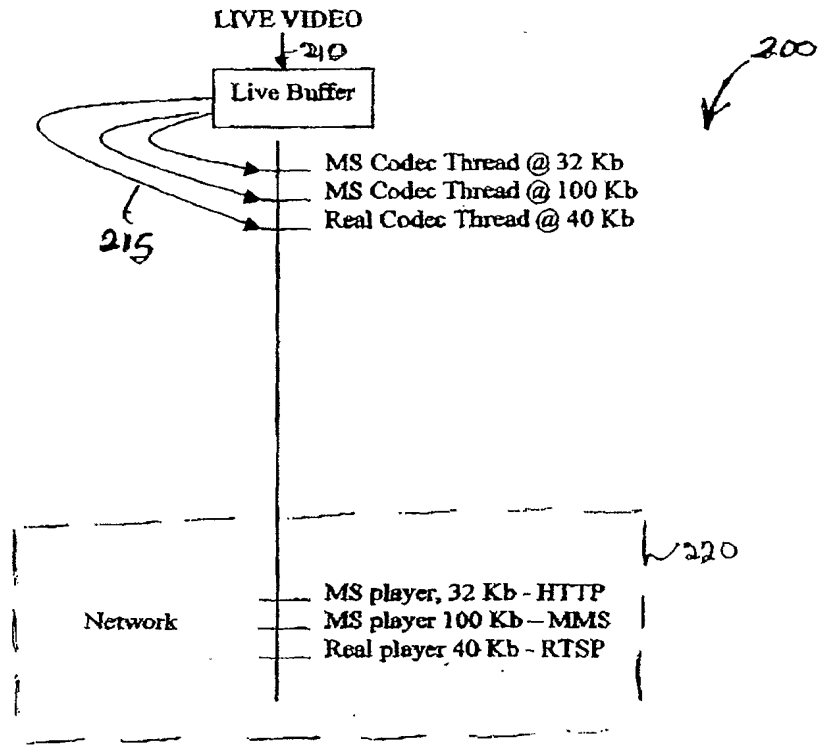 LIVE VIDEO
210
200
Live Buffer
MS Codec Thread @ 32 Kb
MS Codec Thread @ 100 Kb
Real Codec Thread @ 40 Kb
215
220
MS player, 32 Kb - HTTP
Network
MS player 100 Kb – MMS
Real player 40 Kb - RTSP